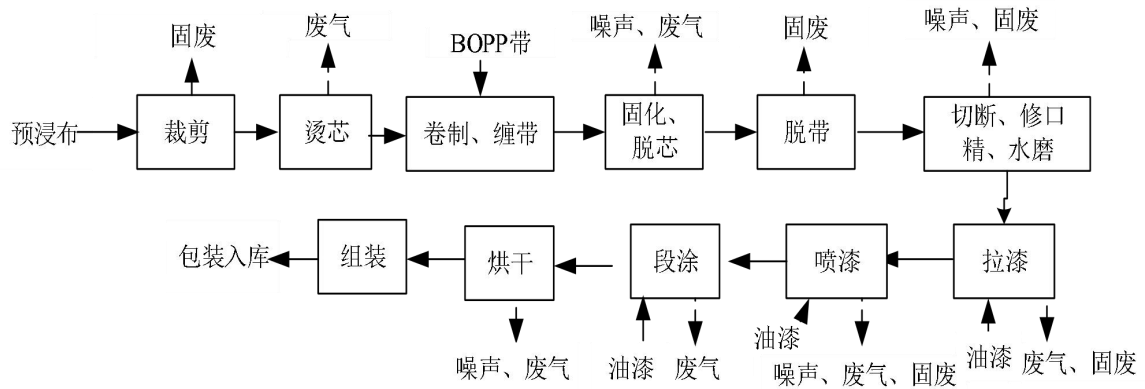 固废
废气
BOPP带
噪声、废气
固废
噪声、固废
预浸布
裁剪
烫芯
卷制、缠带
固化、
脱芯
脱带
切断、修口
精、水磨
包装入库
组装
烘干
段涂
喷漆
拉漆
噪声、废气
油漆
废气
油漆
噪声、废气、固废
油漆
废气、固废